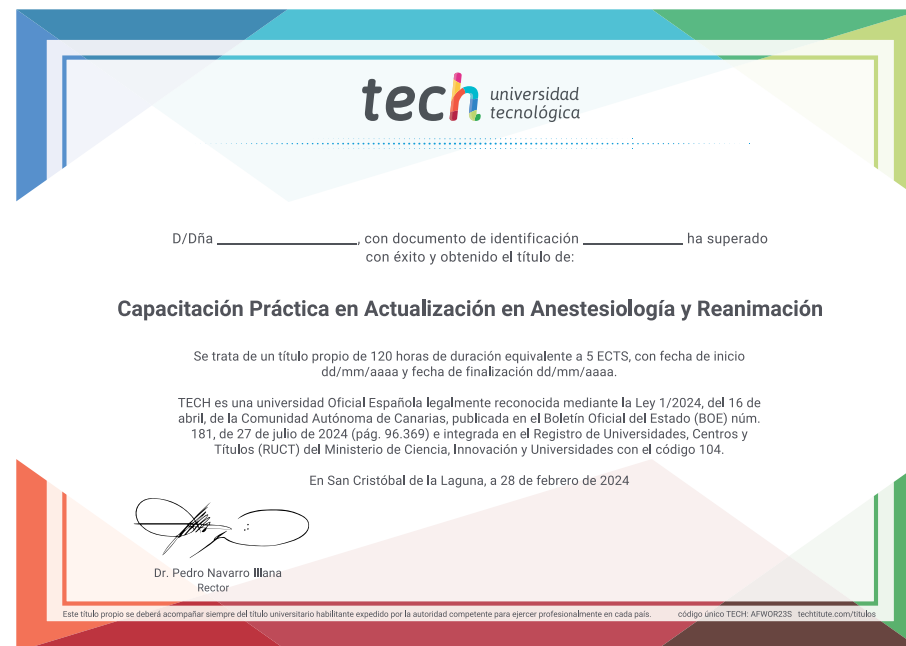 tech universidad
tecnológica
D/Dña ____________________, con documento de identificación ______________ ha superado
con éxito y obtenido el título de:
Capacitación Práctica en Actualización en Anestesiología y Reanimación
Se trata de un título propio de 120 horas de duración equivalente a 5 ECTS, con fecha de inicio
dd/mm/aaaa y fecha de finalización dd/mm/aaaa.
TECH es una universidad Oficial Española legalmente reconocida mediante la Ley 1/2024, del 16 de
abril, de la Comunidad Autónoma de Canarias, publicada en el Boletín Oficial del Estado (BOE) núm.
181, de 27 de julio de 2024 (pág. 96.369) e integrada en el Registro de Universidades, Centros y
Títulos (RUCT) del Ministerio de Ciencia, Innovación y Universidades con el código 104.
En San Cristóbal de la Laguna, a 28 de febrero de 2024
Dr. Pedro Navarro Illana
Rector
Este título propio se deberá acompañar siempre del título universitario habilitante expedido por la autoridad competente para ejercer profesionalmente en cada país. código único TECH: AFWOR23S techtitute.com/titulos